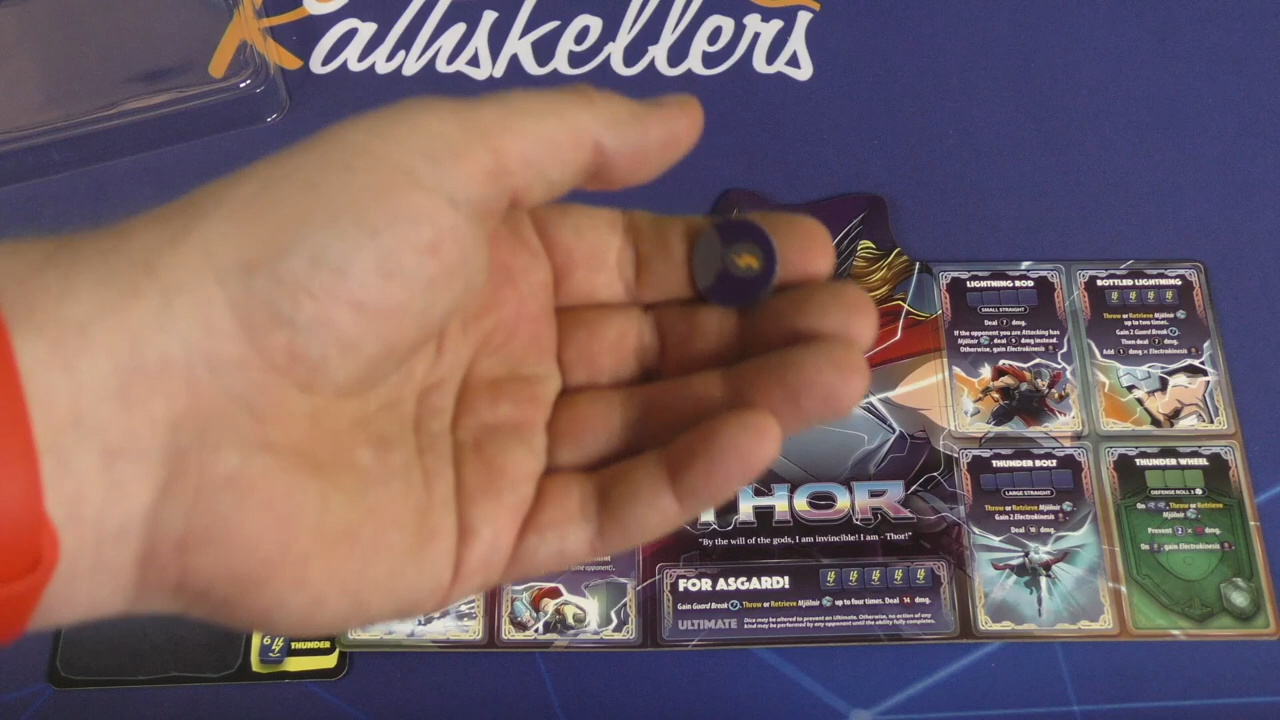 Rathskellers
LIGHTNING ROD
SMALL STRAIGHT
Deal 7 dmg.
If the opponent you are Attacking has
Mjölnir, deal 9 dmg instead.
Otherwise, gain Electrokinesis
BOTTLED LIGHTNING
Throw or Retrieve Mjölnir
up to two times.
Gain 2 Guard Break.
Then deal 7 dmg.
Add 1 dmg × Electrokinesis
THUNDER BOLT
LARGE STRAIGHT
Throw or Retrieve Mjölnir
Gain 2 Electrokinesis
Deal 10 dmg.
THUNDER WHEEL
DEFENSE ROLL 3
On, Throw or Retrieve
Mjölnir
Prevent 2 × dmg.
On, gain Electrokinesis
THOR
"By the will of the gods, I am invincible! I am - Thor!"
FOR ASGARD!
Gain Guard Break. Throw or Retrieve Mjölnir up to four times. Deal 14 dmg.
ULTIMATE
Dice may be altered to prevent an Ultimate. Otherwise, no action of any
kind may be performed by any opponent until the ability fully completes.
opponent),
6 THUNDER